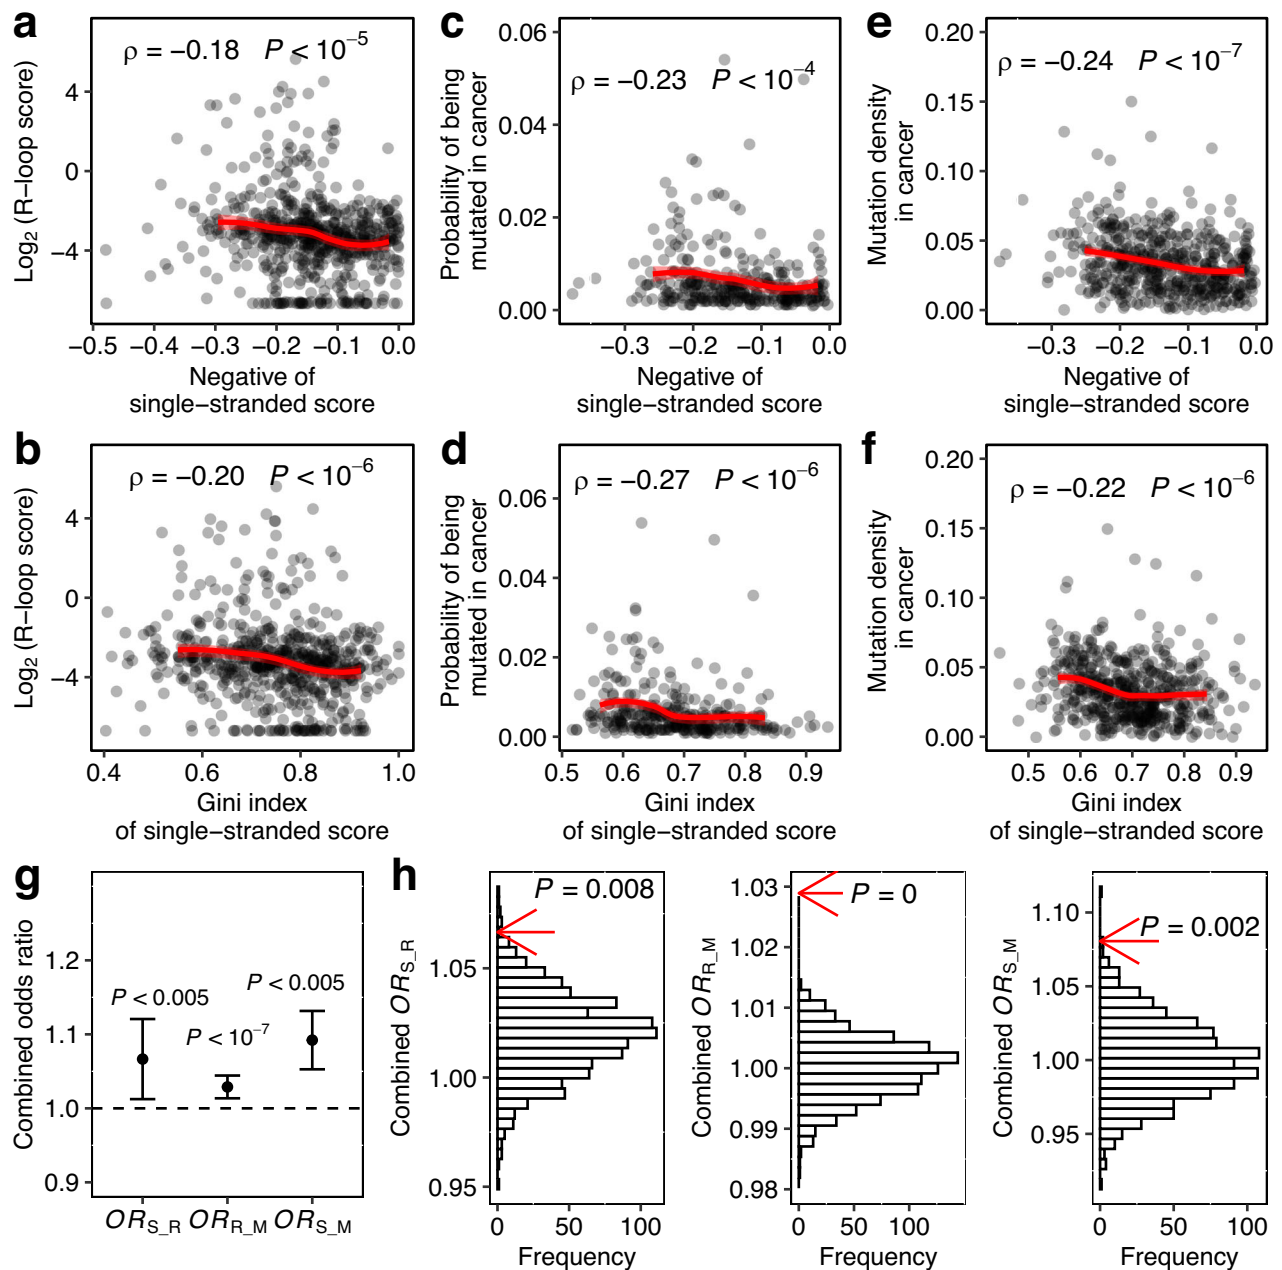 a
ρ = −0.18 P < 10−5
Log2 (R−loop score)
4
0
−4
−0.5 −0.4 −0.3 −0.2 −0.1 0.0
Negative of
single−stranded score
c
ρ = −0.23 P < 10−4
Probability of being
mutated in cancer
0.06
0.04
0.02
0.00
−0.3 −0.2 −0.1 0.0
Negative of
single−stranded score
e
ρ = −0.24 P < 10−7
Mutation density
in cancer
0.20
0.15
0.10
0.05
0.00
−0.3 −0.2 −0.1 0.0
Negative of
single−stranded score
b
ρ = −0.20 P < 10−6
Log2 (R−loop score)
4
0
−4
0.4 0.6 0.8 1.0
Gini index
of single−stranded score
d
ρ = −0.27 P < 10−6
Probability of being
mutated in cancer
0.06
0.04
0.02
0.00
0.5 0.6 0.7 0.8 0.9
Gini index
of single−stranded score
f
ρ = −0.22 P < 10−6
Mutation density
in cancer
0.20
0.15
0.10
0.05
0.00
0.5 0.6 0.7 0.8 0.9
Gini index
of single−stranded score
g
Combined odds ratio
1.2
1.1
1.0
0.9
P < 0.005
P < 10−7
P < 0.005
ORS_R ORR_M ORS_M
h
Combined ORS_R
1.05
1.00
0.95
P = 0.008
0 50 100
Frequency
Combined ORR_M
1.03
1.02
1.01
1.00
0.99
0.98
P = 0
0 50 100
Frequency
Combined ORS_M
1.10
1.05
1.00
0.95
P = 0.002
0 50 100
Frequency